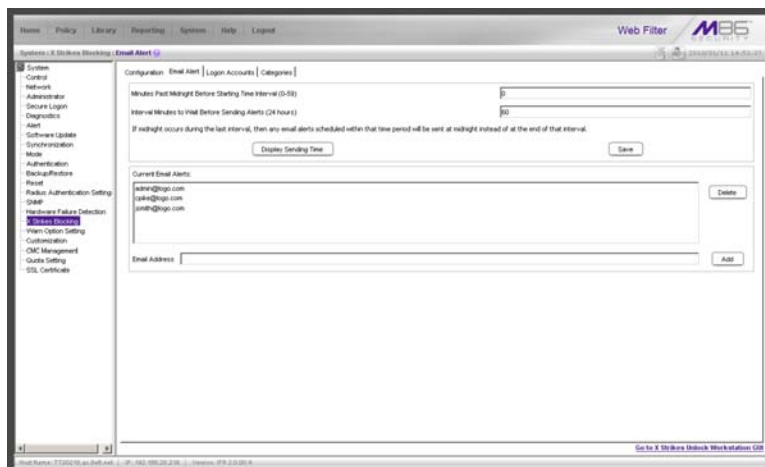 Home Policy Library Reporting System Help Logout
Web Filter M86 SECURITY
System : X Strikes Blocking : Email Alert
System
Control
Network
Administrator
Secure Logon
Diagnostics
Alert
Software Update
Synchronization
Mode
Authentication
Backup/Restore
Reset
Radius Authentication Setting
SNMP
Hardware Failure Detection
X Strikes Blocking
Warn Option Setting
Customization
CMC Management
Quota Setting
SSL Certificate
Configuration Email Alert Logon Accounts Categories
Minutes Past Midnight Before Starting Time Interval (0-59) 0
Interval Minutes to Wait Before Sending Alerts (24 hours) 60
If midnight occurs during the last interval, then any email alerts scheduled within that time period will be sent at midnight instead of at the end of that interval.
Display Sending Time Save
Current Email Alerts:
admin@logo.com
cpike@logo.com
jsmith@logo.com
Delete
Email Address Add
Go to X Strikes Unlock Workstation GUI